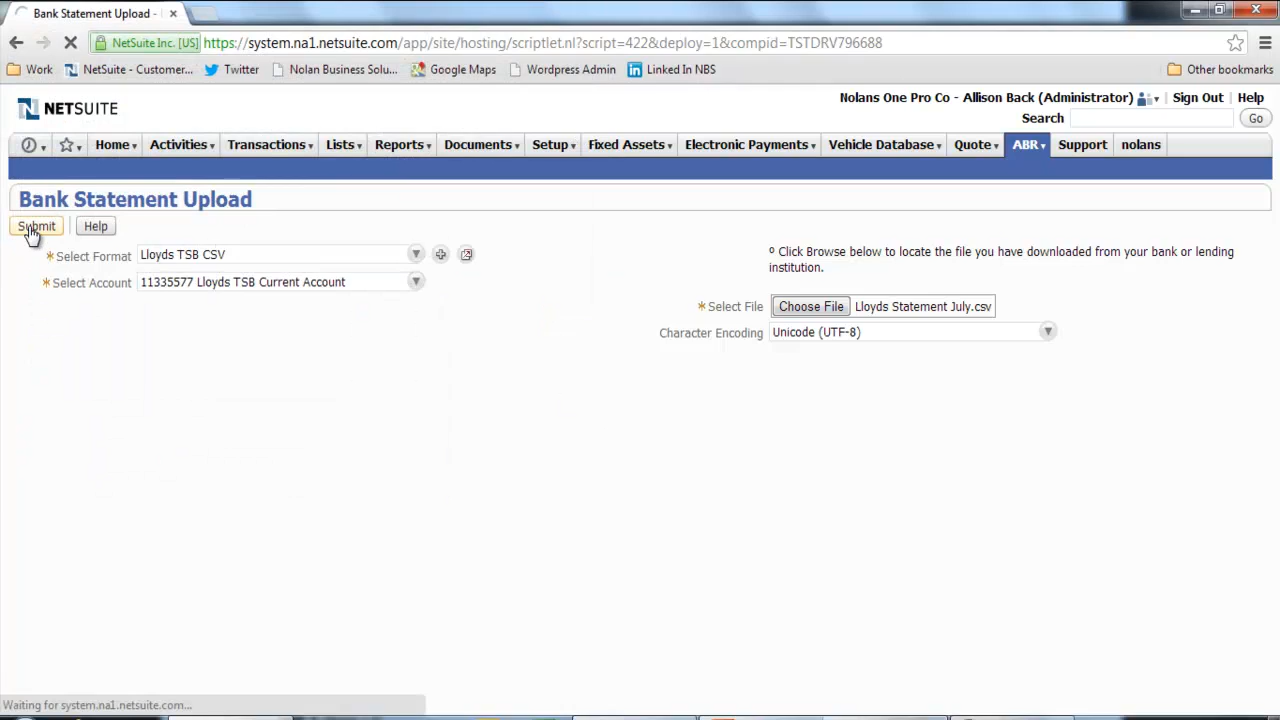 Bank Statement Upload -
NetSuite Inc. [US] https://system.na1.netsuite.com/app/site/hosting/scriptlet.nl?script=422&deploy=1&compid=TSTDRV796688
Work NetSuite - Customer... Twitter Nolan Business Solu... Google Maps Wordpress Admin Linked In NBS Other bookmarks
NETSUITE
Nolans One Pro Co - Allison Back (Administrator) Sign Out Help
Search Go
Home Activities Transactions Lists Reports Documents Setup Fixed Assets Electronic Payments Vehicle Database Quote ABR Support nolans
Bank Statement Upload
Submit Help
* Select Format Lloyds TSB CSV
* Select Account 11335577 Lloyds TSB Current Account
º Click Browse below to locate the file you have downloaded from your bank or lending
institution.
* Select File Choose File Lloyds Statement July.csv
Character Encoding Unicode (UTF-8)
Waiting for system.na1.netsuite.com...